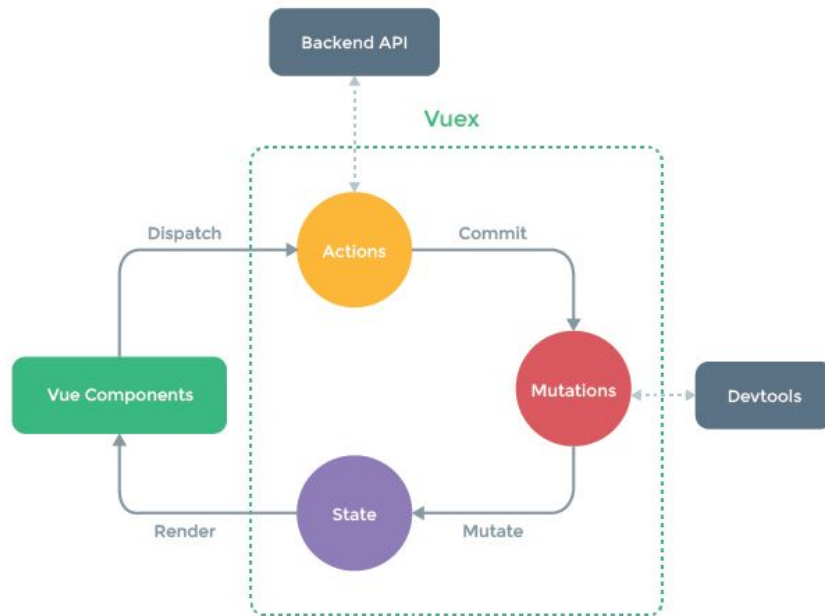 Backend API
Vuex
Dispatch
Actions
Commit
Vue Components
Mutations
Devtools
State
Render
Mutate